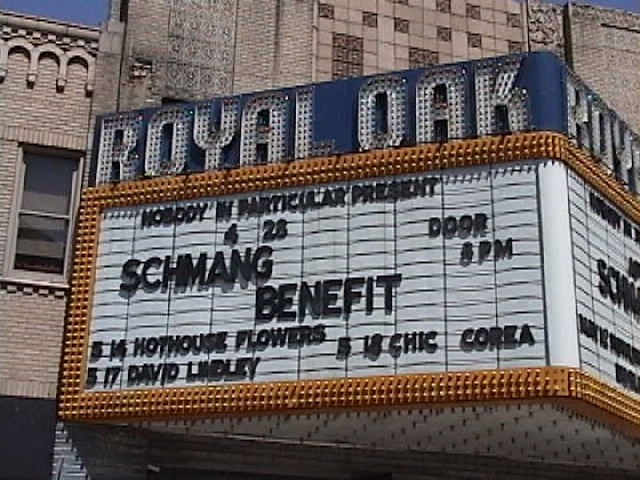 ROYAL OAK
NOBODY IN PARTICULAR PRESENT
4 28 DOOR
SCHMANG 8 PM
BENEFIT
5 14 HOTHOUSE FLOWERS 5 18 CHIC COREA
5 17 DAVID LINDLEY